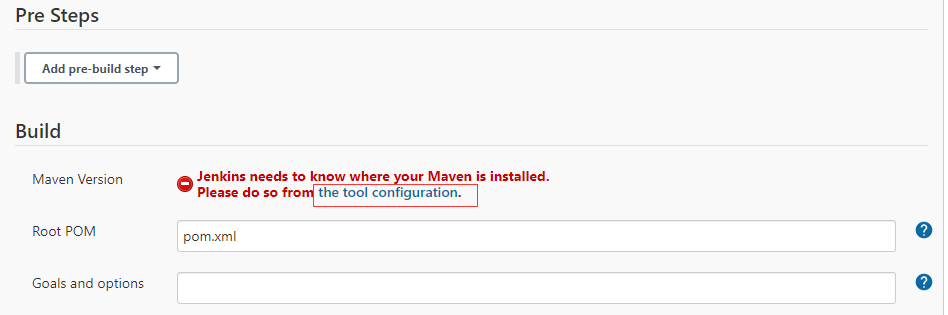 Pre Steps
Add pre-build step
Build
Maven Version
Jenkins needs to know where your Maven is installed.
Please do so from the tool configuration.
Root POM
pom.xml
?
Goals and options
?